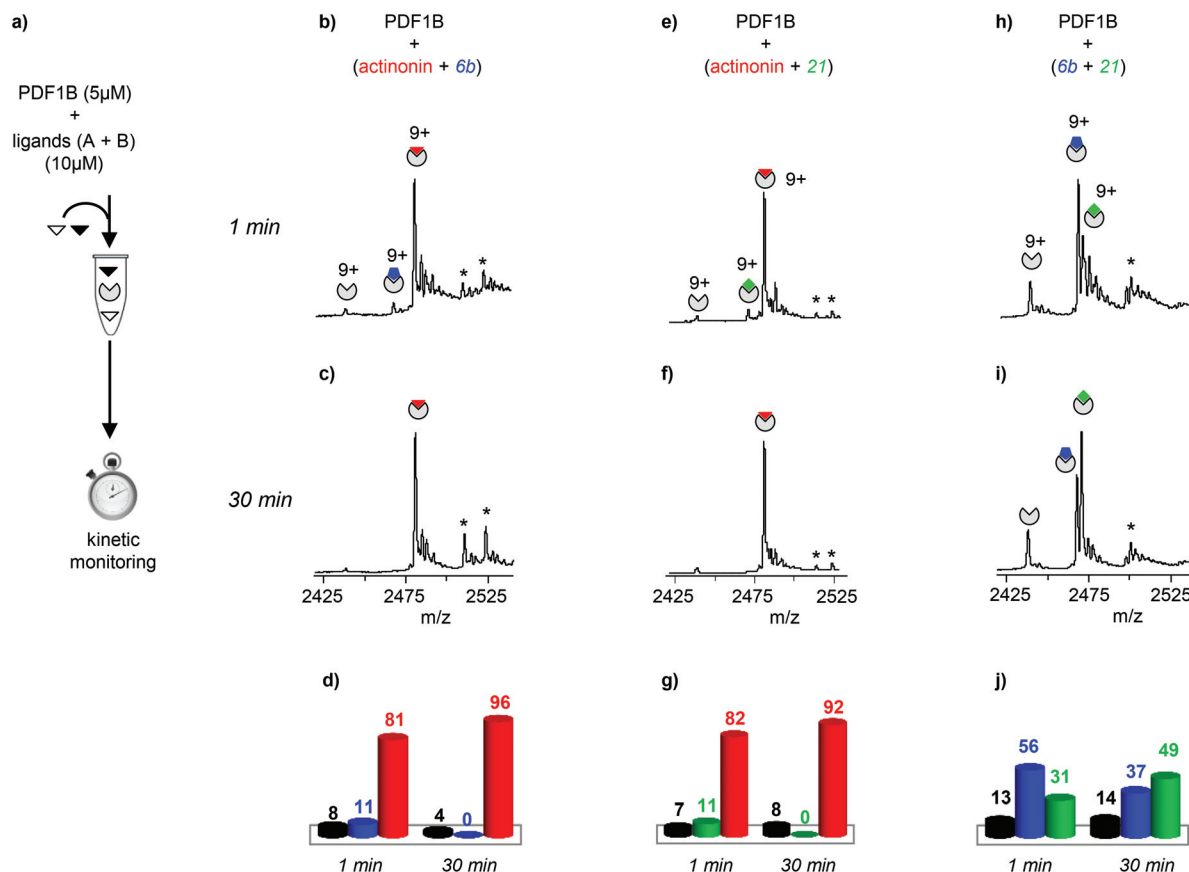 a)
PDF1B (5µM)
+
ligands (A + B)
(10µM)
kinetic
monitoring
1 min
30 min
b)
PDF1B
+
(actinonin + 6b)
9+
9+
9+
*
*
c)
*
*
2425
2475
2525
m/z
d)
8
11
81
4
0
96
1 min
30 min
e)
PDF1B
+
(actinonin + 21)
9+
9+
9+
* *
f)
* *
2425
2475
2525
m/z
g)
7
11
82
8
0
92
1 min
30 min
h)
PDF1B
+
(6b + 21)
9+
9+
9+
*
i)
*
2425
2475
2525
m/z
j)
13
56
31
14
37
49
1 min
30 min